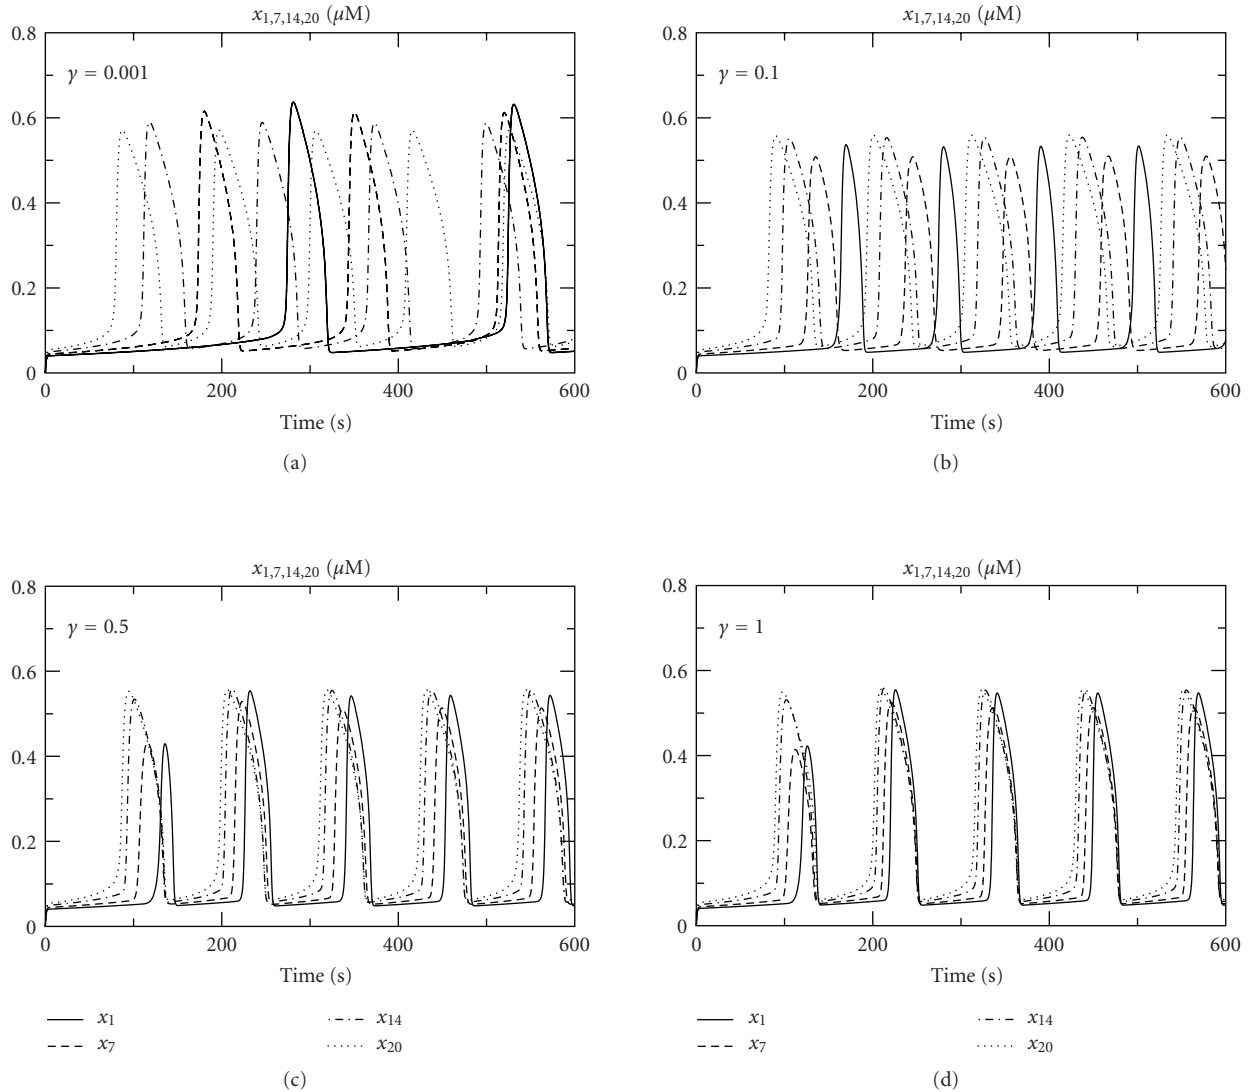 x1,7,14,20 (μM)
0.8
γ = 0.001
0.6
0.4
0.2
0
0 200 400 600
Time (s)
(a)
x1,7,14,20 (μM)
0.8
γ = 0.1
0.6
0.4
0.2
0
0 200 400 600
Time (s)
(b)
x1,7,14,20 (μM)
0.8
γ = 0.5
0.6
0.4
0.2
0
0 200 400 600
Time (s)
x1 x14
x7 x20
(c)
x1,7,14,20 (μM)
0.8
γ = 1
0.6
0.4
0.2
0
0 200 400 600
Time (s)
x1 x14
x7 x20
(d)